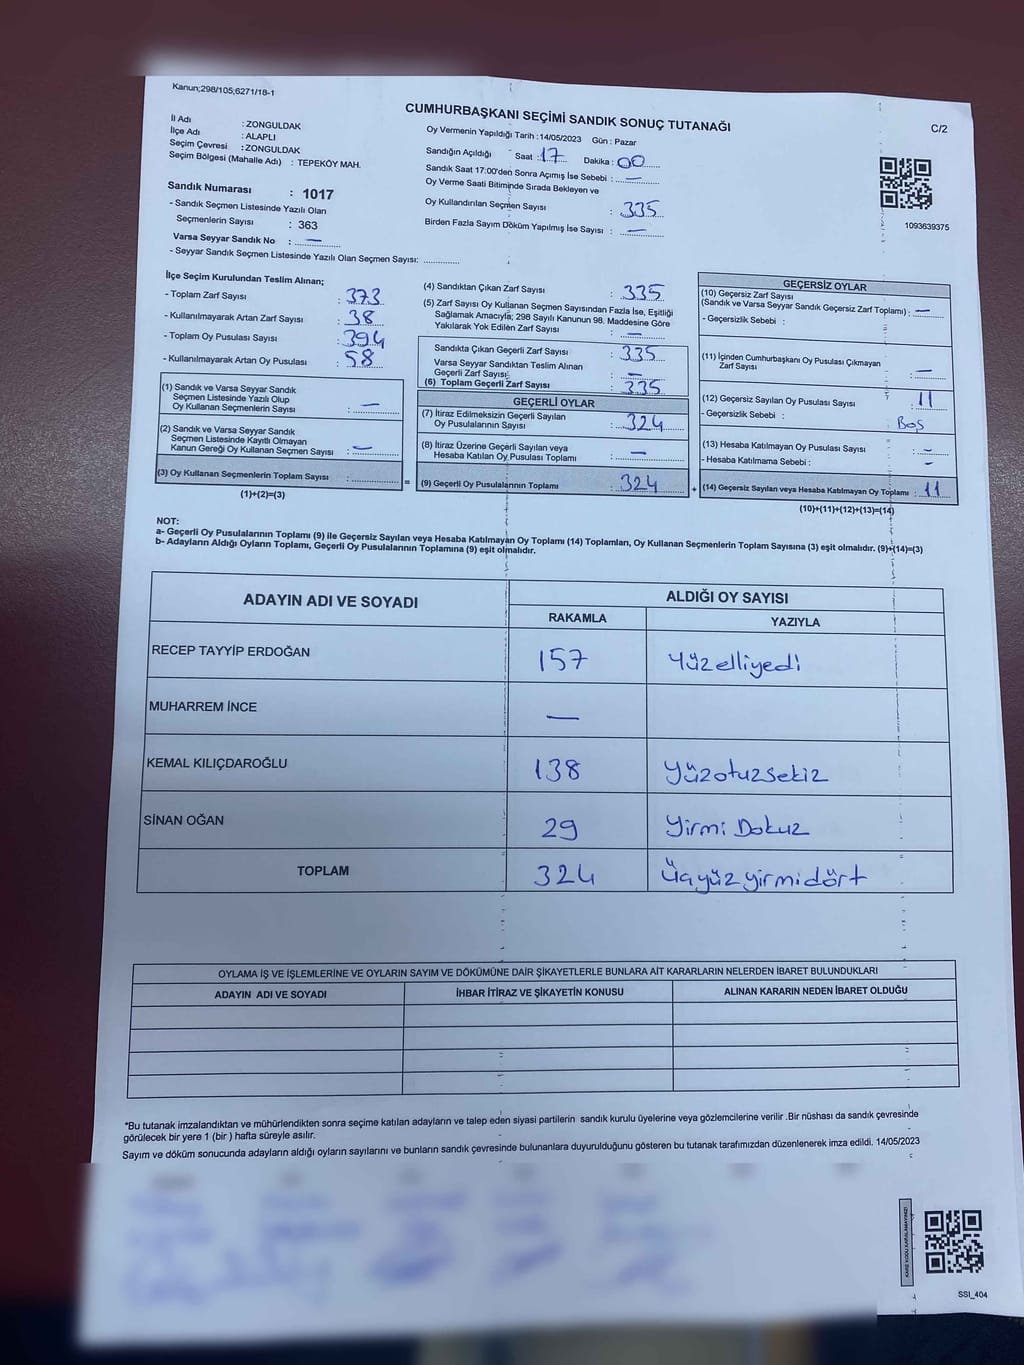 Kanun;298/105;6271/18-1
CUMHURBAŞKANI SEÇİMİ SANDIK SONUÇ TUTANAĞI
C/2
İl Adı : ZONGULDAK
İlçe Adı : ALAPLI
Seçim Çevresi : ZONGULDAK
Seçim Bölgesi (Mahalle Adı) : TEPEKÖY MAH.
Sandık Numarası : 1017
- Sandık Seçmen Listesinde Yazılı Olan
Seçmenlerin Sayısı : 363
Varsa Seyyar Sandık No : —
- Seyyar Sandık Seçmen Listesinde Yazılı Olan Seçmen Sayısı: ............
Oy Vermenin Yapıldığı Tarih : 14/05/2023 Gün : Pazar
Sandığın Açıldığı Saat : 17 Dakika : 00
Sandık Saat 17:00'den Sonra Açımış İse Sebebi : —
Oy Verme Saati Bitiminde Sırada Bekleyen ve
Oy Kullandırılan Seçmen Sayısı : 335
Birden Fazla Sayım Döküm Yapılmış İse Sayısı : —
1093639375
İlçe Seçim Kurulundan Teslim Alınan;
- Toplam Zarf Sayısı : 373
- Kullanılmayarak Artan Zarf Sayısı : 38
- Toplam Oy Pusulası Sayısı : 394
- Kullanılmayarak Artan Oy Pusulası : 58
(1) Sandık ve Varsa Seyyar Sandık
Seçmen Listesinde Yazılı Olup
Oy Kullanan Seçmenlerin Sayısı : —
(2) Sandık ve Varsa Seyyar Sandık
Seçmen Listesinde Kayıtlı Olmayan
Kanun Gereği Oy Kullanan Seçmen Sayısı : —
(3) Oy Kullanan Seçmenlerin Toplam Sayısı : ............ =
(1)+(2)=(3)
(4) Sandıktan Çıkan Zarf Sayısı : 335
(5) Zarf Sayısı Oy Kullanan Seçmen Sayısından Fazla İse, Eşitliği
Sağlamak Amacıyla; 298 Sayılı Kanunun 98. Maddesine Göre
Yakılarak Yok Edilen Zarf Sayısı : —
Sandıkta Çıkan Geçerli Zarf Sayısı : 335
Varsa Seyyar Sandıktan Teslim Alınan
Geçerli Zarf Sayısı : —
(6) Toplam Geçerli Zarf Sayısı : 335
GEÇERLİ OYLAR
(7) İtiraz Edilmeksizin Geçerli Sayılan
Oy Pusulalarının Sayısı : 324
(8) İtiraz Üzerine Geçerli Sayılan veya
Hesaba Katılan Oy Pusulası Toplamı : —
(9) Geçerli Oy Pusulalarının Toplamı : 324 +
GEÇERSİZ OYLAR
(10) Geçersiz Zarf Sayısı
(Sandık ve Varsa Seyyar Sandık Geçersiz Zarf Toplamı) : —
- Geçersizlik Sebebi :
(11) İçinden Cumhurbaşkanı Oy Pusulası Çıkmayan
Zarf Sayısı —
(12) Geçersiz Sayılan Oy Pusulası Sayısı : 11
- Geçersizlik Sebebi : Boş
(13) Hesaba Katılmayan Oy Pusulası Sayısı : —
- Hesaba Katılmama Sebebi : —
(14) Geçersiz Sayılan veya Hesaba Katılmayan Oy Toplamı : 11
(10)+(11)+(12)+(13)=(14)
NOT:
a- Geçerli Oy Pusulalarının Toplamı (9) ile Geçersiz Sayılan veya Hesaba Katılmayan Oy Toplamı (14) Toplamları, Oy Kullanan Seçmenlerin Toplam Sayısına (3) eşit olmalıdır. (9)+(14)=(3)
b- Adayların Aldığı Oyların Toplamı, Geçerli Oy Pusulalarının Toplamına (9) eşit olmalıdır.
ADAYIN ADI VE SOYADI ALDIĞI OY SAYISI
RAKAMLA YAZIYLA
RECEP TAYYİP ERDOĞAN 157 Yüzelliyedi
MUHARREM İNCE —
KEMAL KILIÇDAROĞLU 138 Yüzotuzsekiz
SİNAN OĞAN 29 Yirmi Dokuz
TOPLAM 324 Üçyüzyirmidört
OYLAMA İŞ VE İŞLEMLERİNE VE OYLARIN SAYIM VE DÖKÜMÜNE DAİR ŞİKAYETLERLE BUNLARA AİT KARARLARIN NELERDEN İBARET BULUNDUKLARI
ADAYIN ADI VE SOYADI İHBAR İTİRAZ VE ŞİKAYETİN KONUSU ALINAN KARARIN NEDEN İBARET OLDUĞU
*Bu tutanak imzalandıktan ve mühürlendikten sonra seçime katılan adayların ve talep eden siyasi partilerin sandık kurulu üyelerine veya gözlemcilerine verilir .Bir nüshası da sandık çevresinde
görülecek bir yere 1 (bir ) hafta süreyle asılır.
Sayım ve döküm sonucunda adayların aldığı oyların sayılarını ve bunların sandık çevresinde bulunanlara duyurulduğunu gösteren bu tutanak tarafımızdan düzenlenerek imza edildi. 14/05/2023
KARE KODU KARALAMAYINIZ!
SSI_404